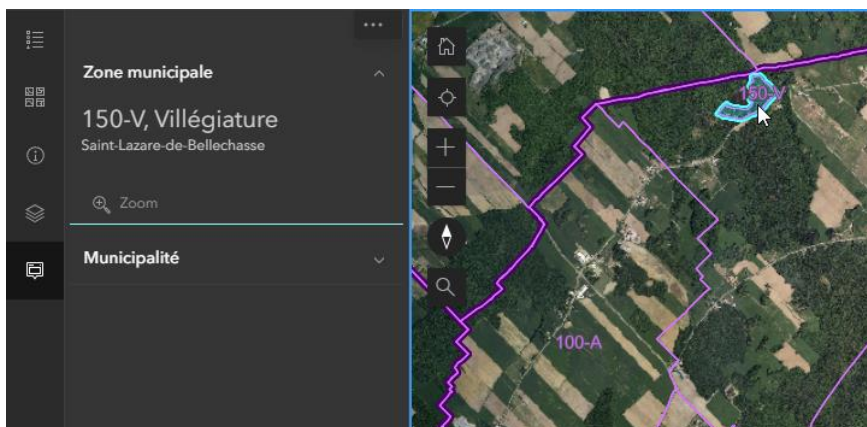 Zone municipale
150-V, Villégiature
Saint-Lazare-de-Bellechasse
Zoom
Municipalité
150-V
100-A